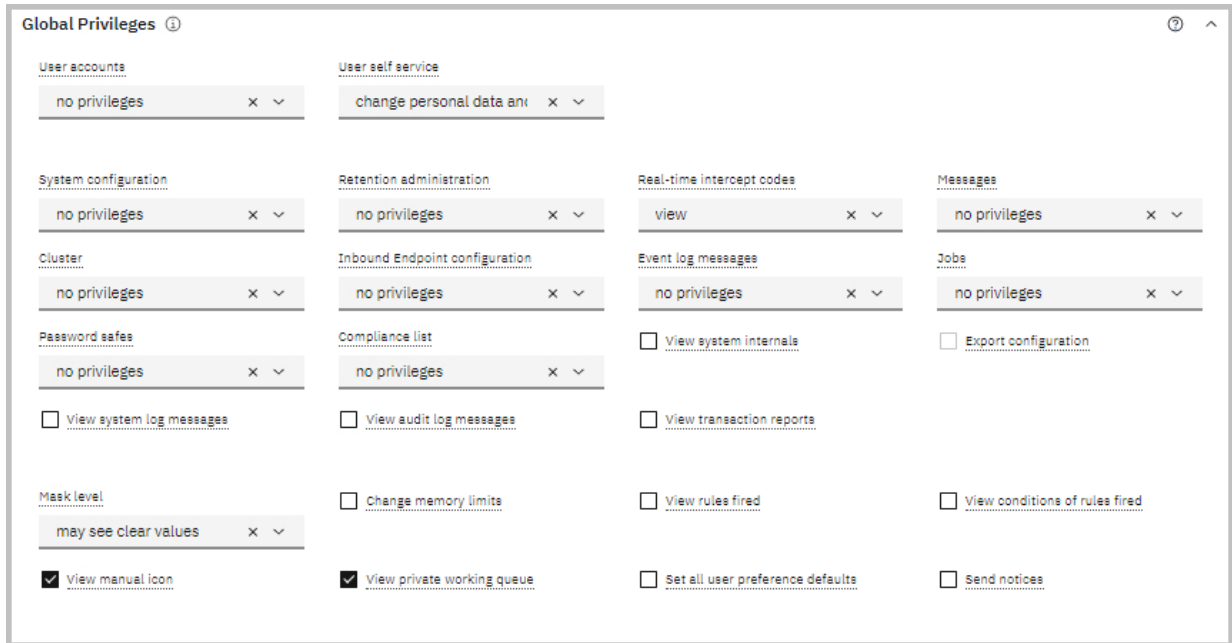 Global Privileges
User accounts User self service
no privileges change personal data and
System configuration Retention administration Real-time intercept codes Messages
no privileges no privileges view no privileges
Cluster Inbound Endpoint configuration Event log messages Jobs
no privileges no privileges no privileges no privileges
Password safes Compliance list
View system internals Export configuration
no privileges no privileges
View system log messages View audit log messages View transaction reports
Mask level
Change memory limits View rules fired View conditions of rules fired
may see clear values
View manual icon View private working queue Set all user preference defaults Send notices